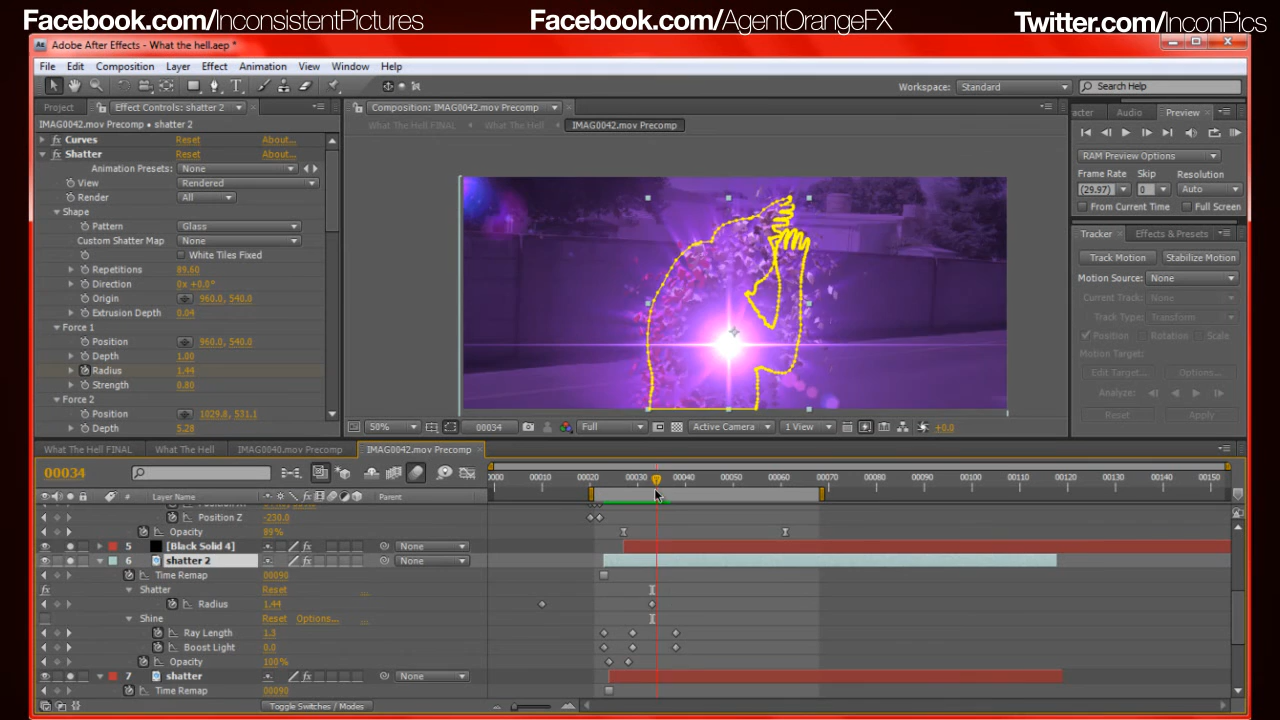 Facebook.com/InconsistentPictures Facebook.com/AgentOrangeFX Twitter.com/InconPics
Adobe After Effects - What the hell.aep *
File Edit Composition Layer Effect Animation View Window Help
Workspace: Standard Search Help
Project Effect Controls: shatter 2
IMAG0042.mov Precomp • shatter 2
Curves Reset About...
Shatter Reset About...
Animation Presets: None
View Rendered
Render All
Shape
Pattern Glass
Custom Shatter Map None
White Tiles Fixed
Repetitions 89.60
Direction 0x +0.0°
Origin 960.0, 540.0
Extrusion Depth 0.04
Force 1
Position 960.0, 540.0
Depth 1.00
Radius 1.44
Strength 0.80
Force 2
Position 1029.8, 531.1
Depth 5.28
Composition: IMAG0042.mov Precomp
What The Hell FINAL What The Hell IMAG0042.mov Precomp
50% 00034 Full Active Camera 1 View +0.0
acter Audio Preview
RAM Preview Options
Frame Rate Skip Resolution
(29.97) 0 Auto
From Current Time Full Screen
Tracker Effects & Presets
Track Motion Stabilize Motion
Motion Source: None
Current Track: None
Track Type: Transform
Position Rotation Scale
Motion Target:
Edit Target... Options...
Analyze:
Reset Apply
What The Hell FINAL What The Hell IMAG0040.mov Precomp IMAG0042.mov Precomp
00034
0000 00010 00020 00030 00040 00050 00060 00070 00080 00090 00100 00110 00120 00130 00140 00150
# Layer Name Parent
Position Z -230.0
Opacity 89%
5 [Black Solid 4] None
6 shatter 2 None
Time Remap 00090
Shatter Reset ...
Radius 1.44
Shine Reset Options... ...
Ray Length 1.3
Boost Light 0.0
Opacity 100%
7 shatter None
Time Remap 00090
Toggle Switches / Modes